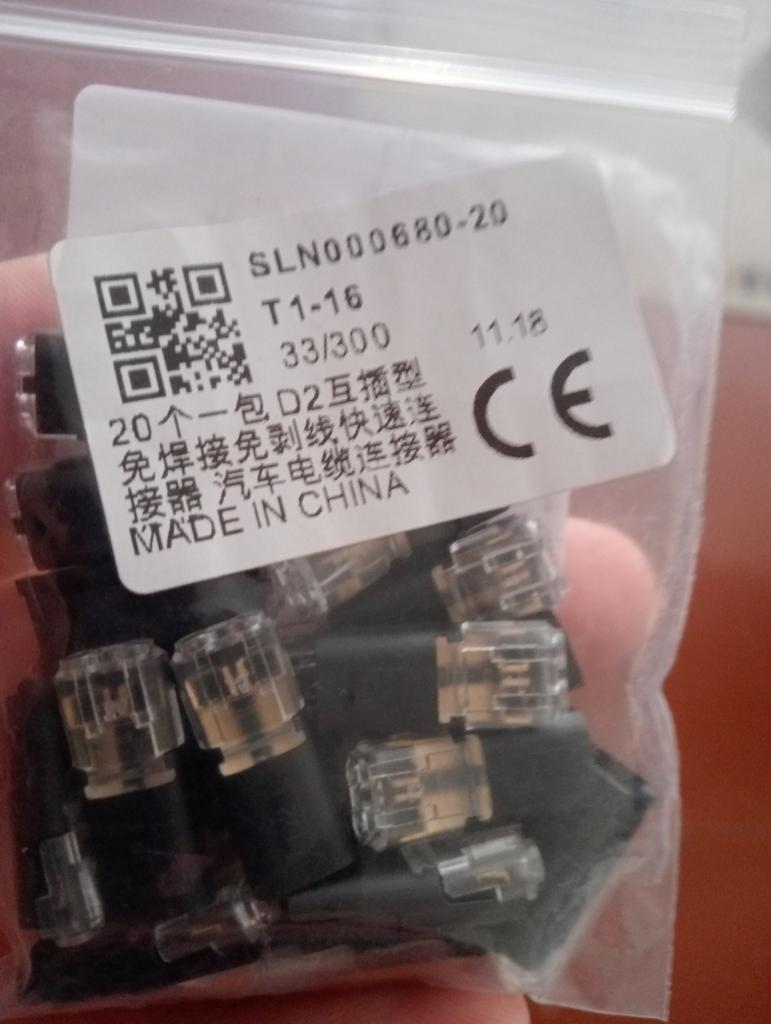 SLN000680-20
T1-16
33/300
11.18
20个一包 D2互插型
免焊接免剥线快速连
接器 汽车电缆连接器
MADE IN CHINA
CE